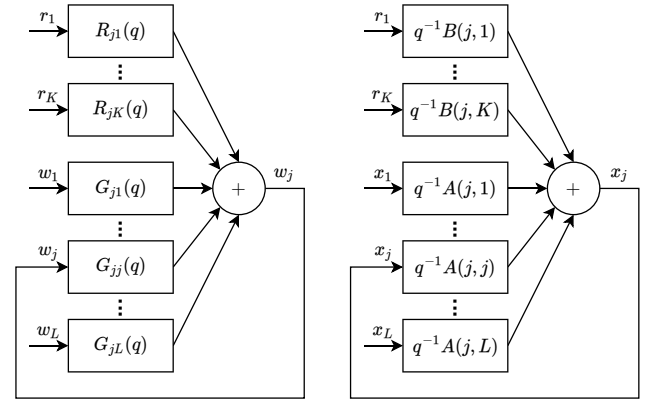 r_1
R_{j1}(q)
⋮
r_K
R_{jK}(q)
w_1
G_{j1}(q)
+
w_j
⋮
w_j
G_{jj}(q)
⋮
w_L
G_{jL}(q)
r_1
q^{-1}B(j,1)
⋮
r_K
q^{-1}B(j,K)
x_1
q^{-1}A(j,1)
+
x_j
⋮
x_j
q^{-1}A(j,j)
⋮
x_L
q^{-1}A(j,L)